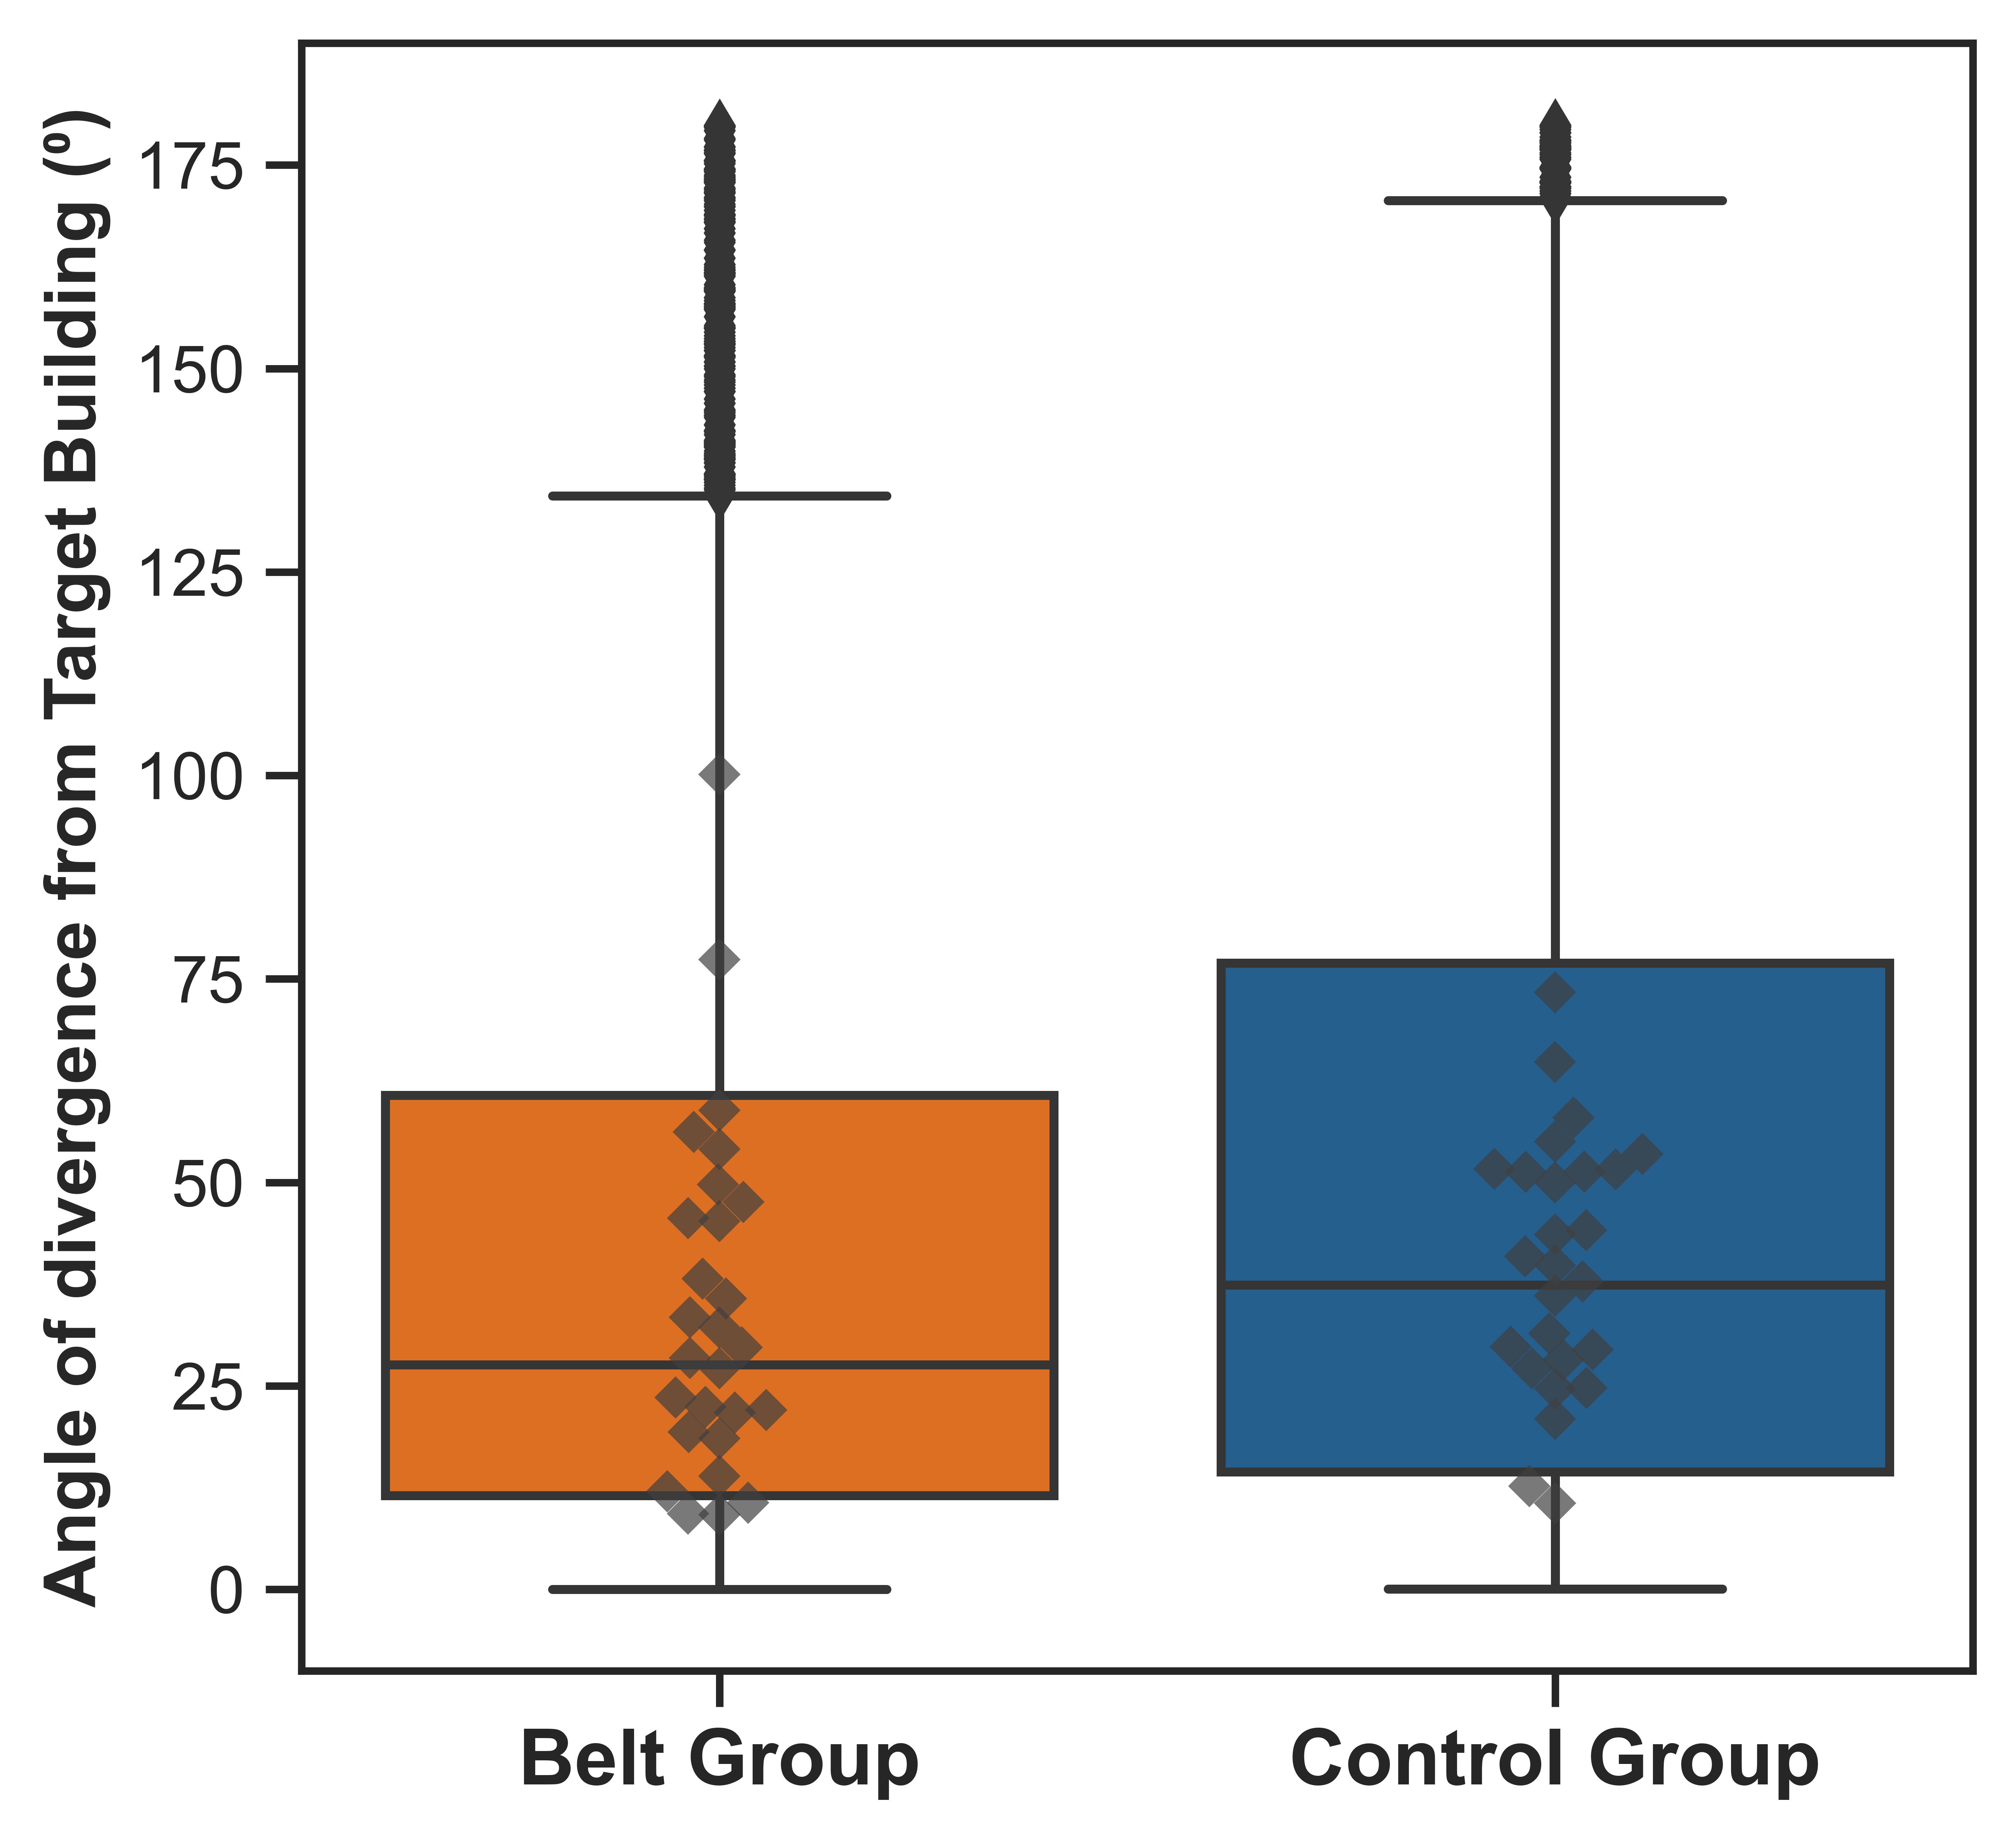 Angle of divergence from Target Building (º)
175
150
125
100
75
50
25
0
Belt Group
Control Group